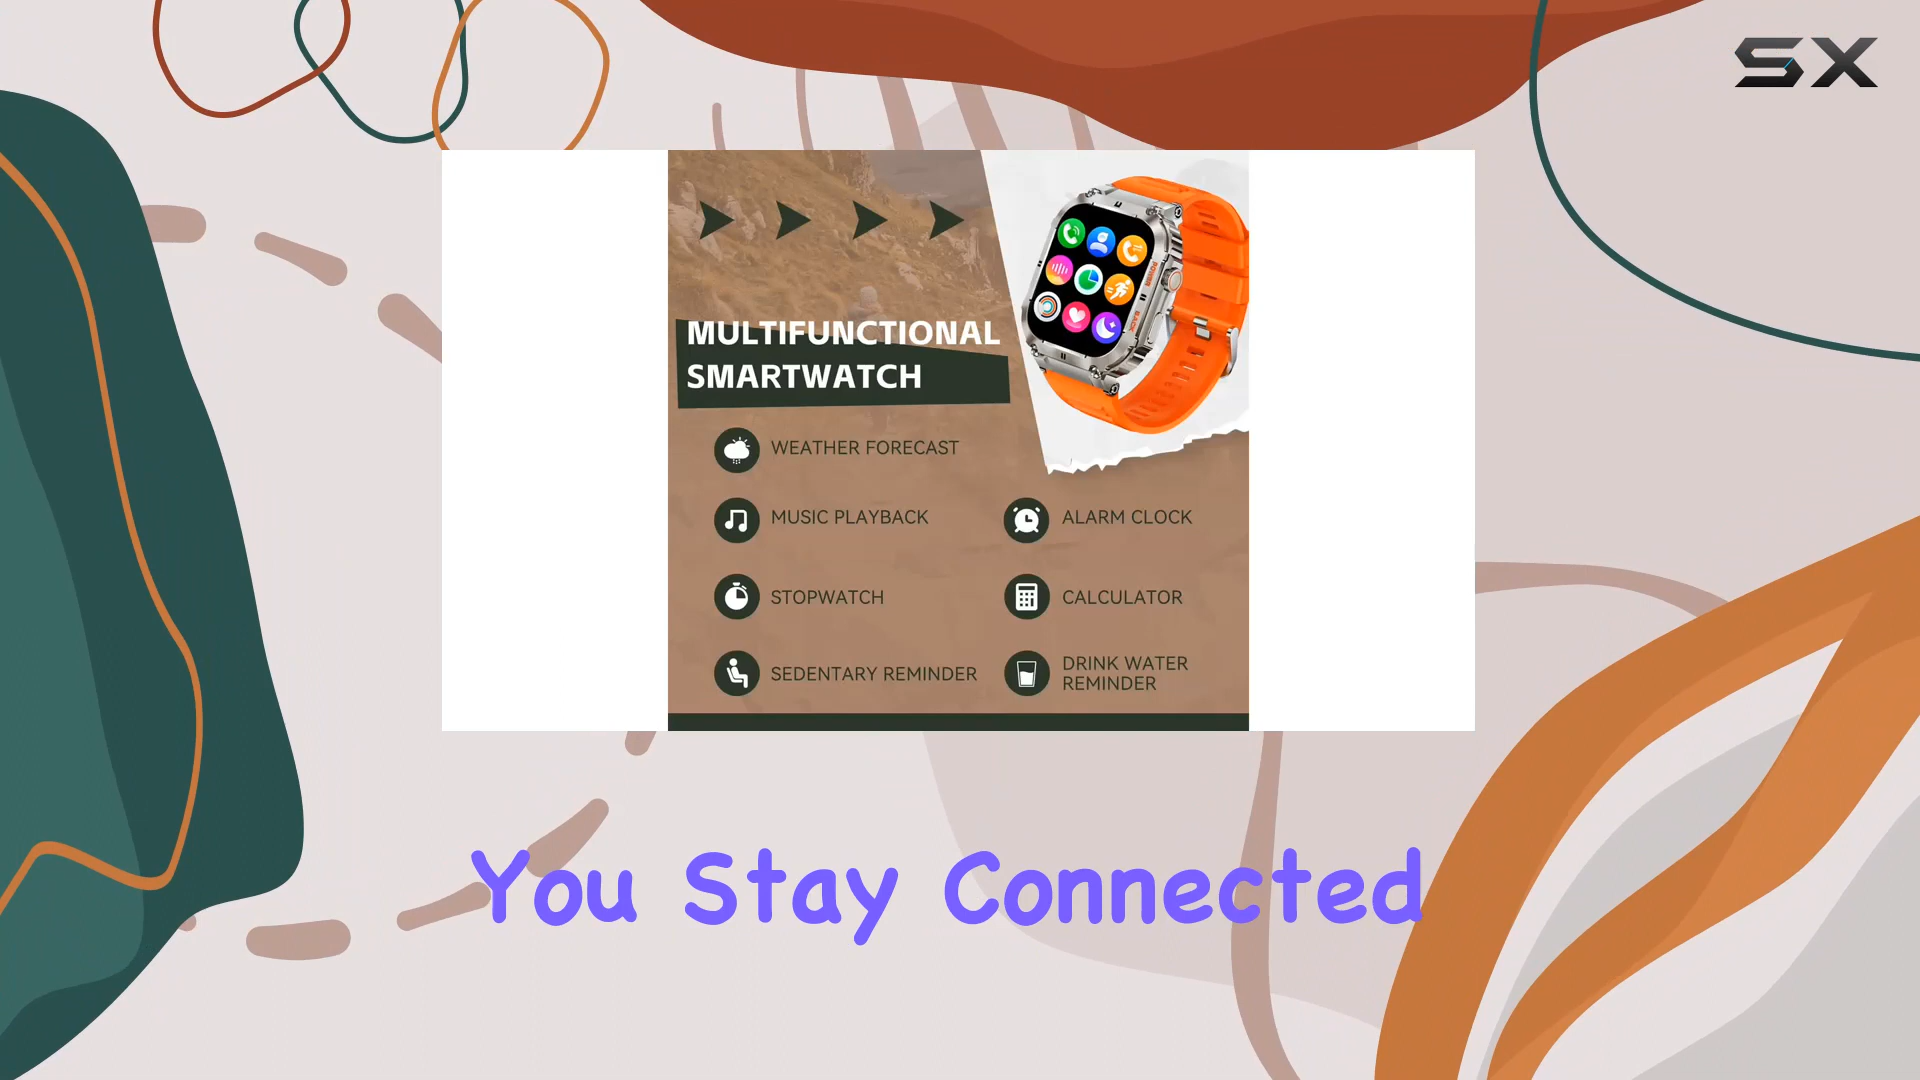 SX
MULTIFUNCTIONAL
SMARTWATCH
WEATHER FORECAST
MUSIC PLAYBACK
ALARM CLOCK
STOPWATCH
CALCULATOR
SEDENTARY REMINDER
DRINK WATER
REMINDER
You Stay Connected